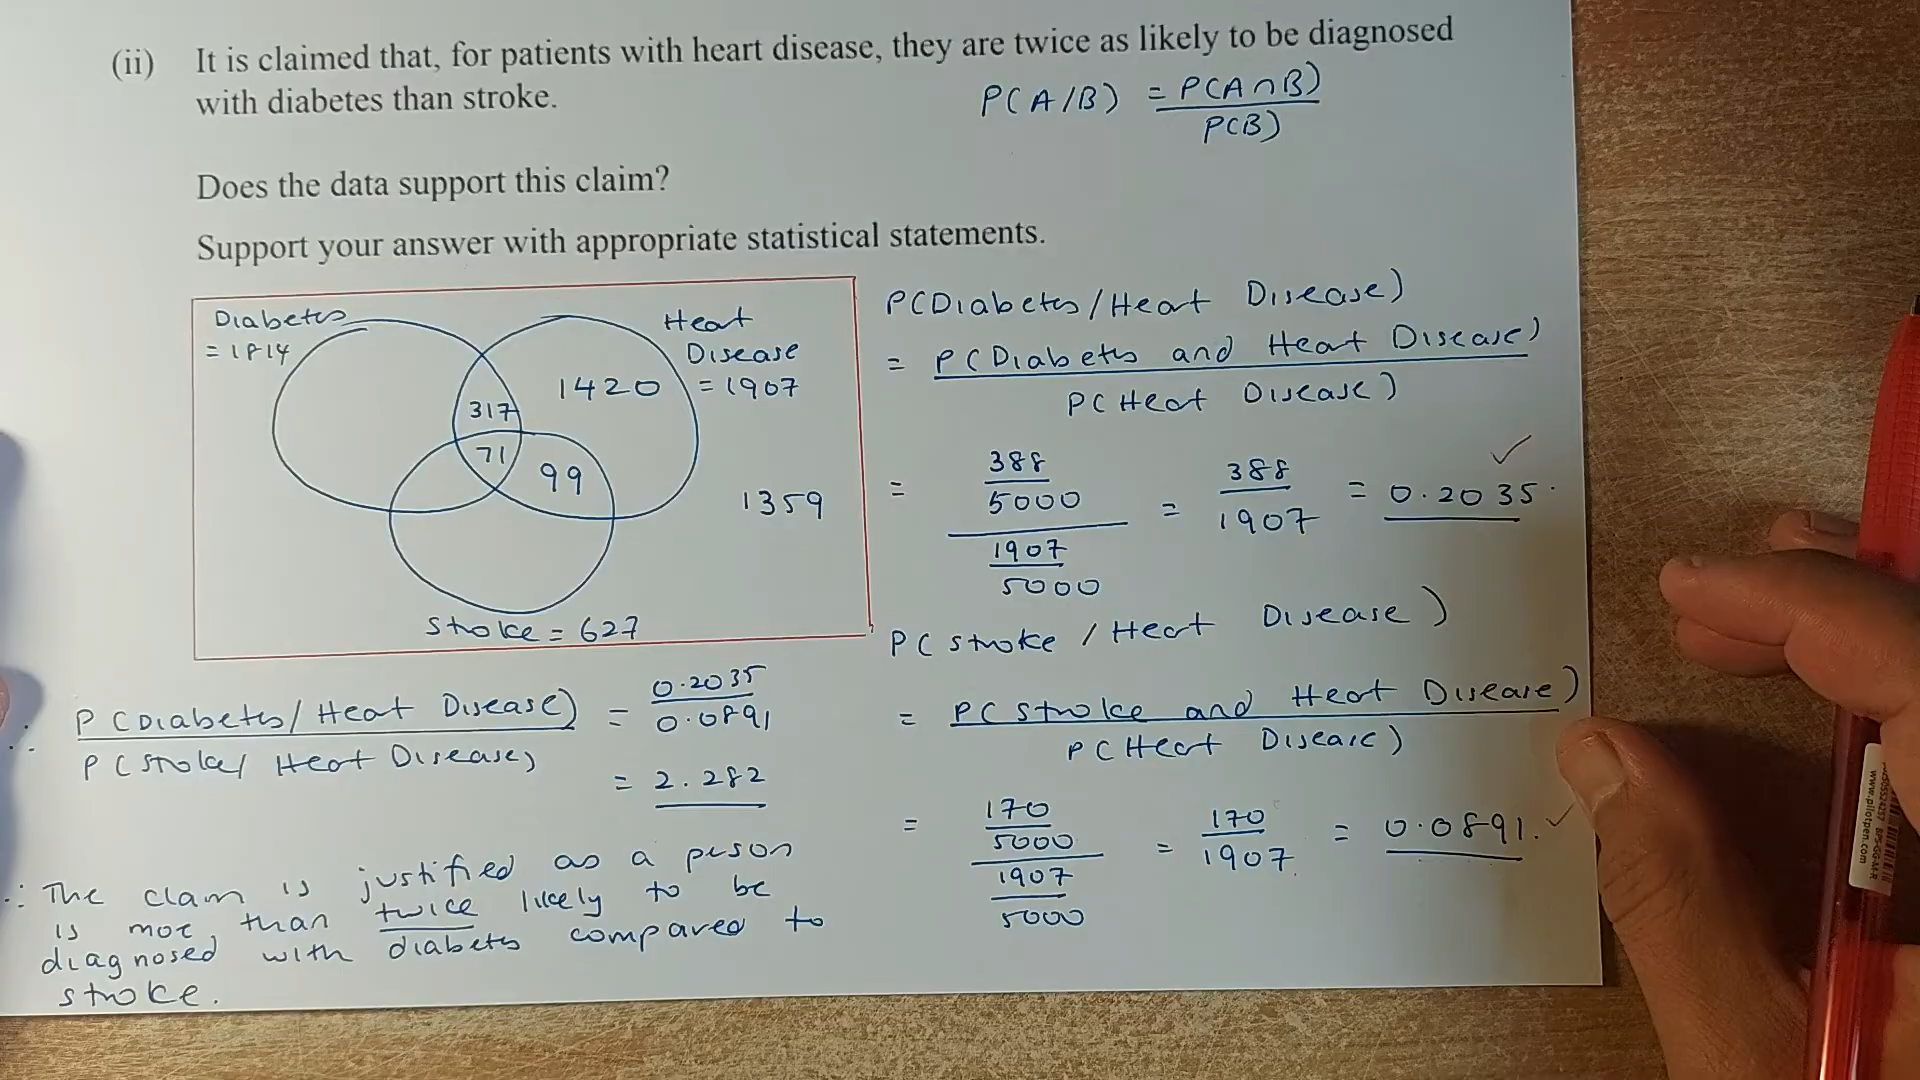 (ii) It is claimed that, for patients with heart disease, they are twice as likely to be diagnosed
with diabetes than stroke.
P(A/B) = P(A∩B)
P(B)
Does the data support this claim?
Support your answer with appropriate statistical statements.
Diabetes
= 1814
Heart
Disease
= 1907
1420
317
71
99
1359
Stroke = 627
P(Diabetes/Heart Disease)
= P(Diabetes and Heart Disease)
P(Heart Disease)
= 388
5000
1907
5000
= 388
1907
= 0.2035
P(Stroke/Heart Disease)
= P(Stroke and Heart Disease)
P(Heart Disease)
= 170
5000
1907
5000
= 170
1907
= 0.0891.
∴ P(Diabetes/Heart Disease)
P(Stroke/Heart Disease)
= 0.2035
0.0891
= 2.282
∴ The claim is justified as a person
is more than twice likely to be
diagnosed with diabetes compared to
stroke.
www.pilotpen.com